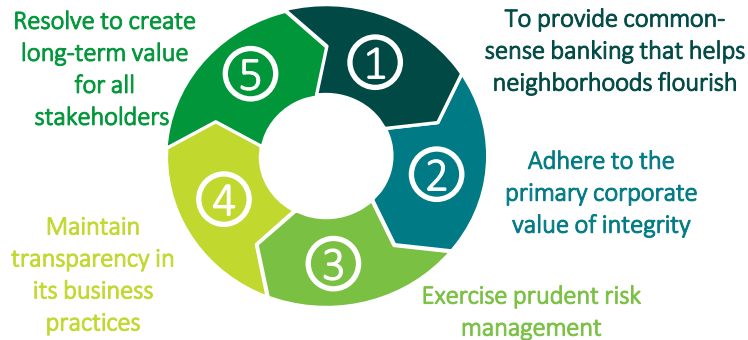 Resolve to create
long-term value
for all
stakeholders
5
1
To provide common-
sense banking that helps
neighborhoods flourish
2
Adhere to the
primary corporate
value of integrity
3
Exercise prudent risk
management
4
Maintain
transparency in
its business
practices